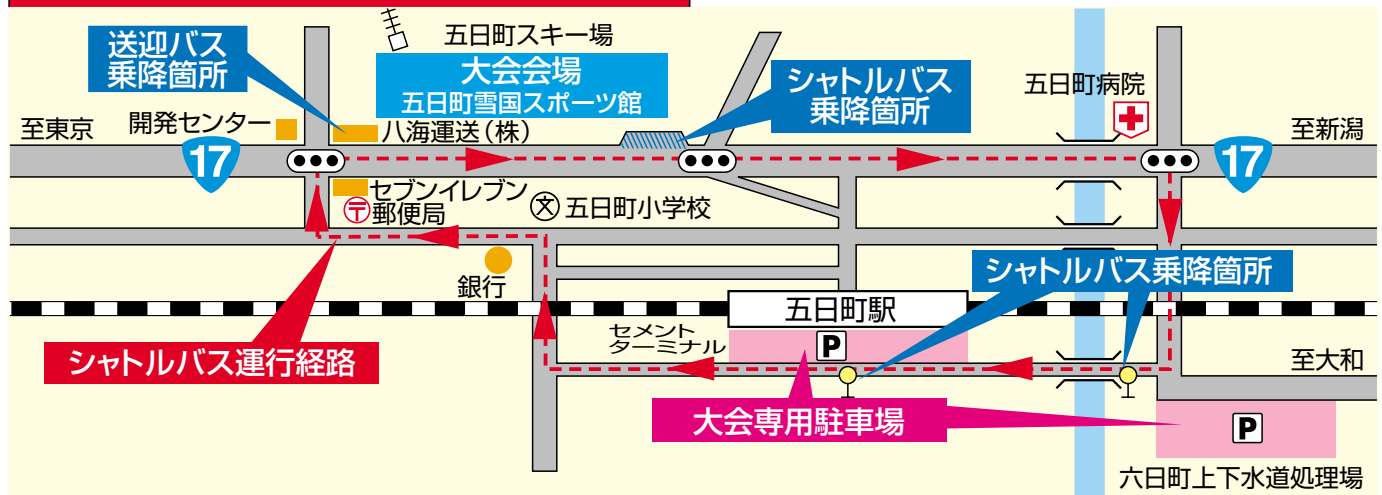 五日町スキー場
送迎バス
乗降箇所
大会会場
五日町雪国スポーツ館
シャトルバス
乗降箇所
五日町病院
至東京
開発センター
八海運送(株)
至新潟
17
17
セブンイレブン
〒郵便局
文 五日町小学校
銀行
シャトルバス乗降箇所
五日町駅
セメント
ターミナル
P
シャトルバス運行経路
至大和
大会専用駐車場
P
六日町上下水道処理場